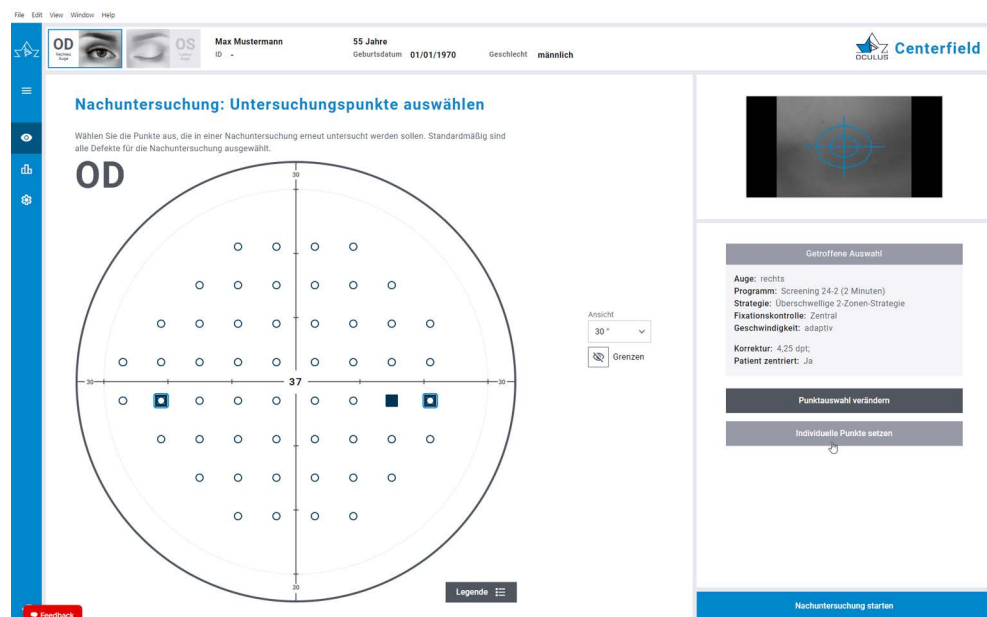 File Edit View Window Help
OD
Rechtes
Auge
OS
Max Mustermann
ID -
55 Jahre
Geburtsdatum 01/01/1970
Geschlecht männlich
OCULUS
Centerfield
Nachuntersuchung: Untersuchungspunkte auswählen
Wählen Sie die Punkte aus, die in einer Nachuntersuchung erneut untersucht werden sollen. Standardmäßig sind
alle Defekte für die Nachuntersuchung ausgewählt.
OD
30
30
37
30
30
Ansicht
30 °
Grenzen
Legende
Getroffene Auswahl
Auge: rechts
Programm: Screening 24-2 (2 Minuten)
Strategie: Überschwellige 2-Zonen-Strategie
Fixationskontrolle: Zentral
Geschwindigkeit: adaptiv
Korrektur: 4,25 dpt;
Patient zentriert: Ja
Punktauswahl verändern
Individuelle Punkte setzen
Nachuntersuchung starten
Feedback